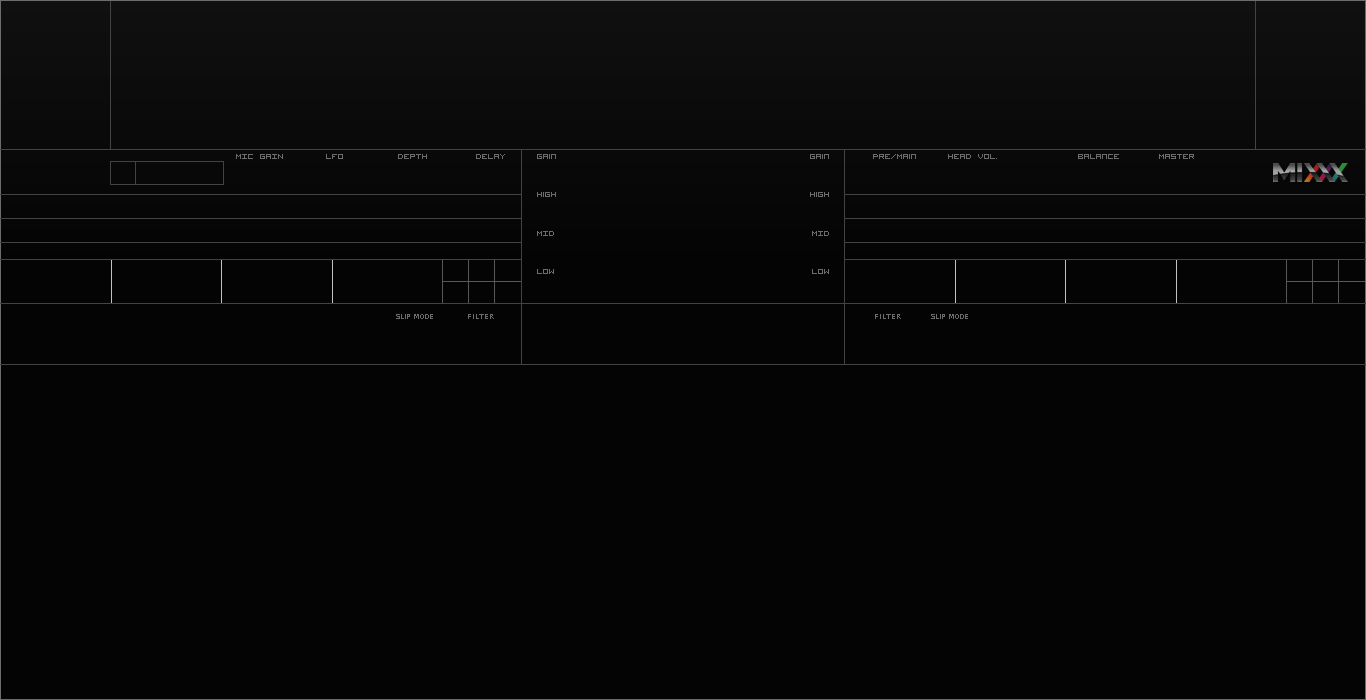 MIC GAIN LFO DEPTH DELAY GAIN GAIN PRE/MAIN HEAD VOL. BALANCE MASTER
MIXXX
HIGH HIGH
MID MID
LOW LOW
SLIP MODE FILTER FILTER SLIP MODE